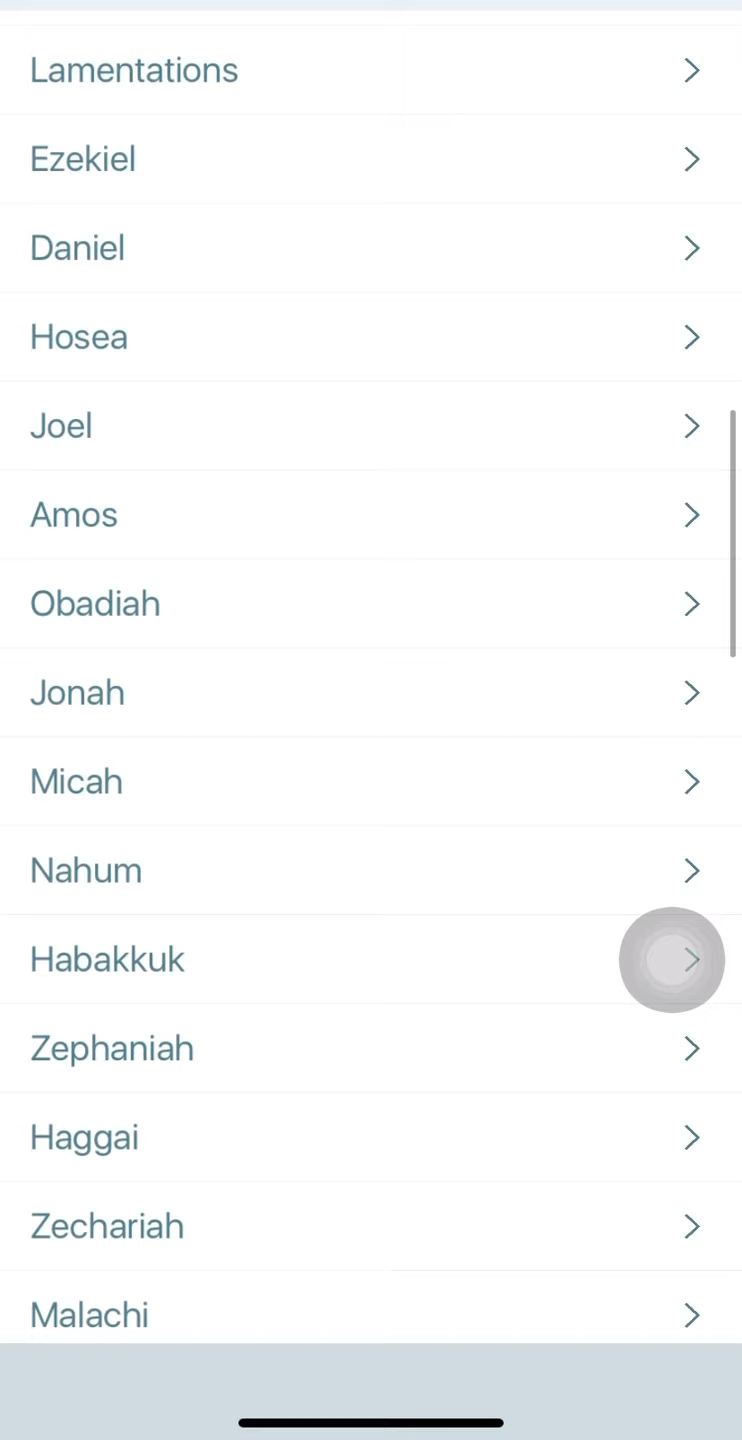 Lamentations
Ezekiel
Daniel
Hosea
Joel
Amos
Obadiah
Jonah
Micah
Nahum
Habakkuk
Zephaniah
Haggai
Zechariah
Malachi